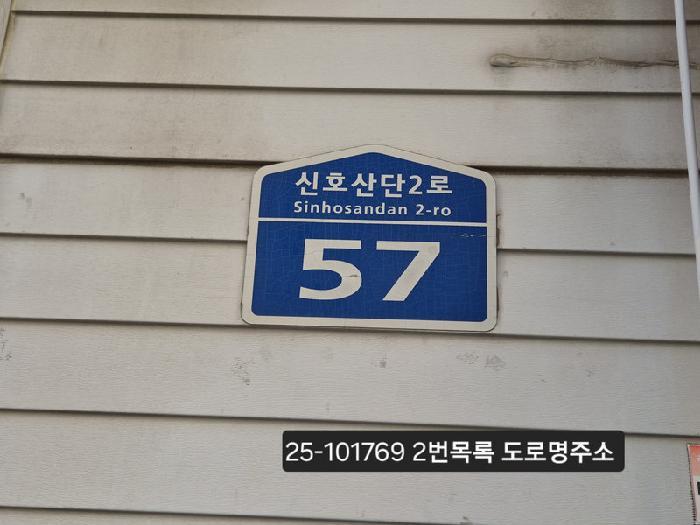 신호산단2로
Sinhosandan 2-ro
57
25-101769 2번목록 도로명주소